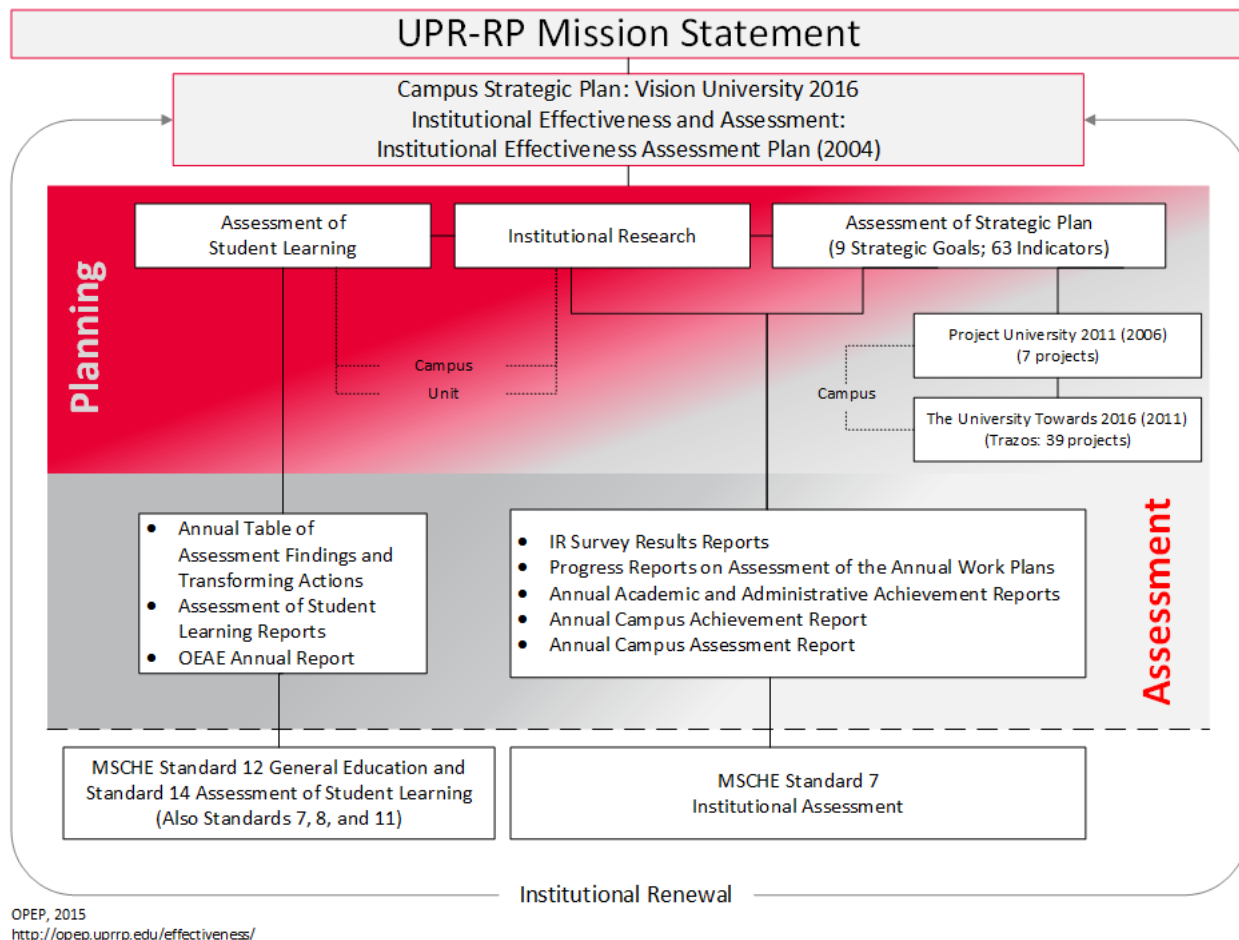 UPR-RP Mission Statement
Campus Strategic Plan: Vision University 2016
Institutional Effectiveness and Assessment:
Institutional Effectiveness Assessment Plan (2004)
Planning
Assessment of
Student Learning
Institutional Research
Assessment of Strategic Plan
(9 Strategic Goals; 63 Indicators)
Campus
Unit
Project University 2011 (2006)
(7 projects)
Campus
The University Towards 2016 (2011)
(Trazos: 39 projects)
• Annual Table of
Assessment Findings and
Transforming Actions
• Assessment of Student
Learning Reports
• OEAE Annual Report
• IR Survey Results Reports
• Progress Reports on Assessment of the Annual Work Plans
• Annual Academic and Administrative Achievement Reports
• Annual Campus Achievement Report
• Annual Campus Assessment Report
Assessment
MSCHE Standard 12 General Education and
Standard 14 Assessment of Student Learning
(Also Standards 7, 8, and 11)
MSCHE Standard 7
Institutional Assessment
Institutional Renewal
OPEP, 2015
http://opep.uprrp.edu/effectiveness/